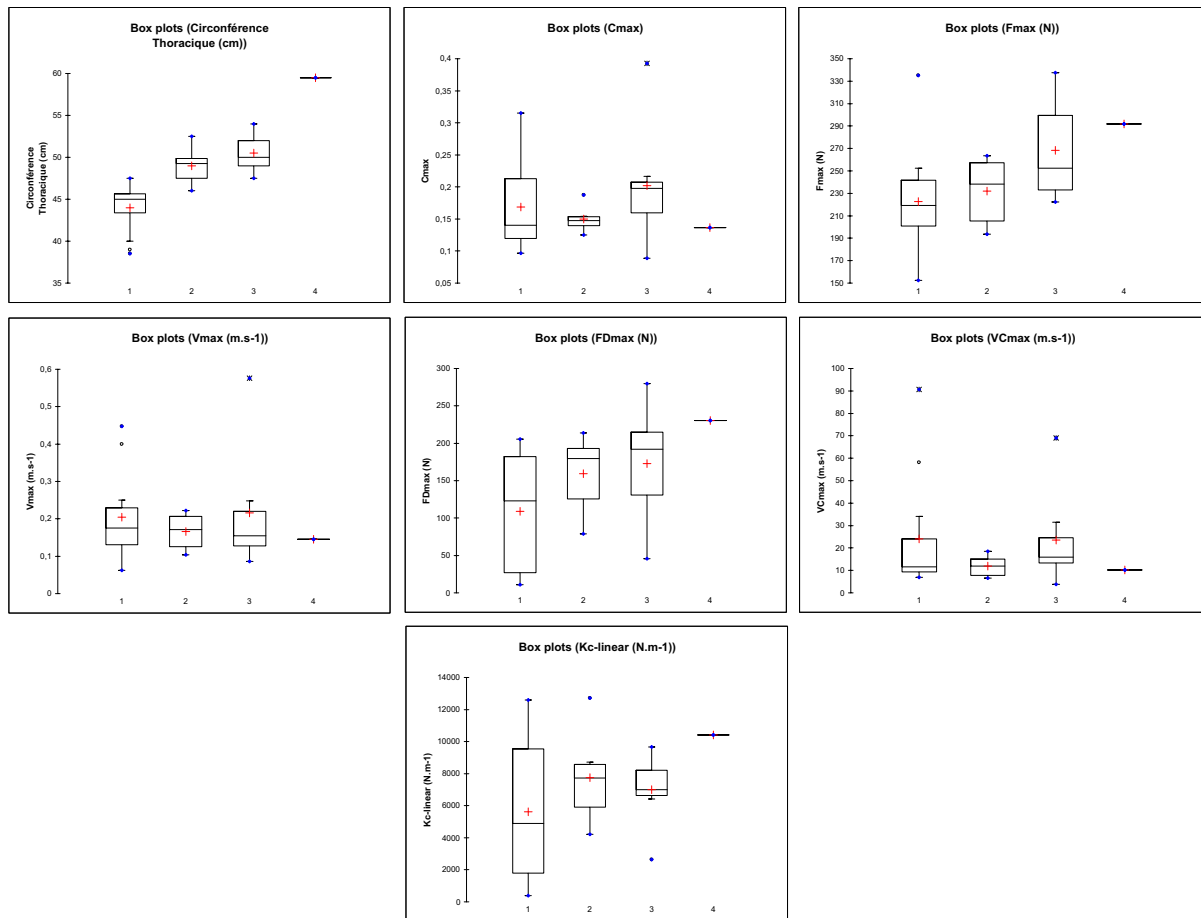 Box plots (Circonférence
Thoracique (cm))
60
55
50
45
40
35
Circonférence
Thoracique (cm)
1 2 3 4
Box plots (Cmax)
0,4
0,35
0,3
0,25
0,2
0,15
0,1
0,05
Cmax
1 2 3 4
Box plots (Fmax (N))
350
330
310
290
270
250
230
210
190
170
150
Fmax (N)
1 2 3 4
Box plots (Vmax (m.s-1))
0,6
0,5
0,4
0,3
0,2
0,1
0
Vmax (m.s-1)
1 2 3 4
Box plots (FDmax (N))
300
250
200
150
100
50
0
FDmax (N)
1 2 3 4
Box plots (VCmax (m.s-1))
100
90
80
70
60
50
40
30
20
10
0
VCmax (m.s-1)
1 2 3 4
Box plots (Kc-linear (N.m-1))
14000
12000
10000
8000
6000
4000
2000
0
Kc-linear (N.m-1)
1 2 3 4